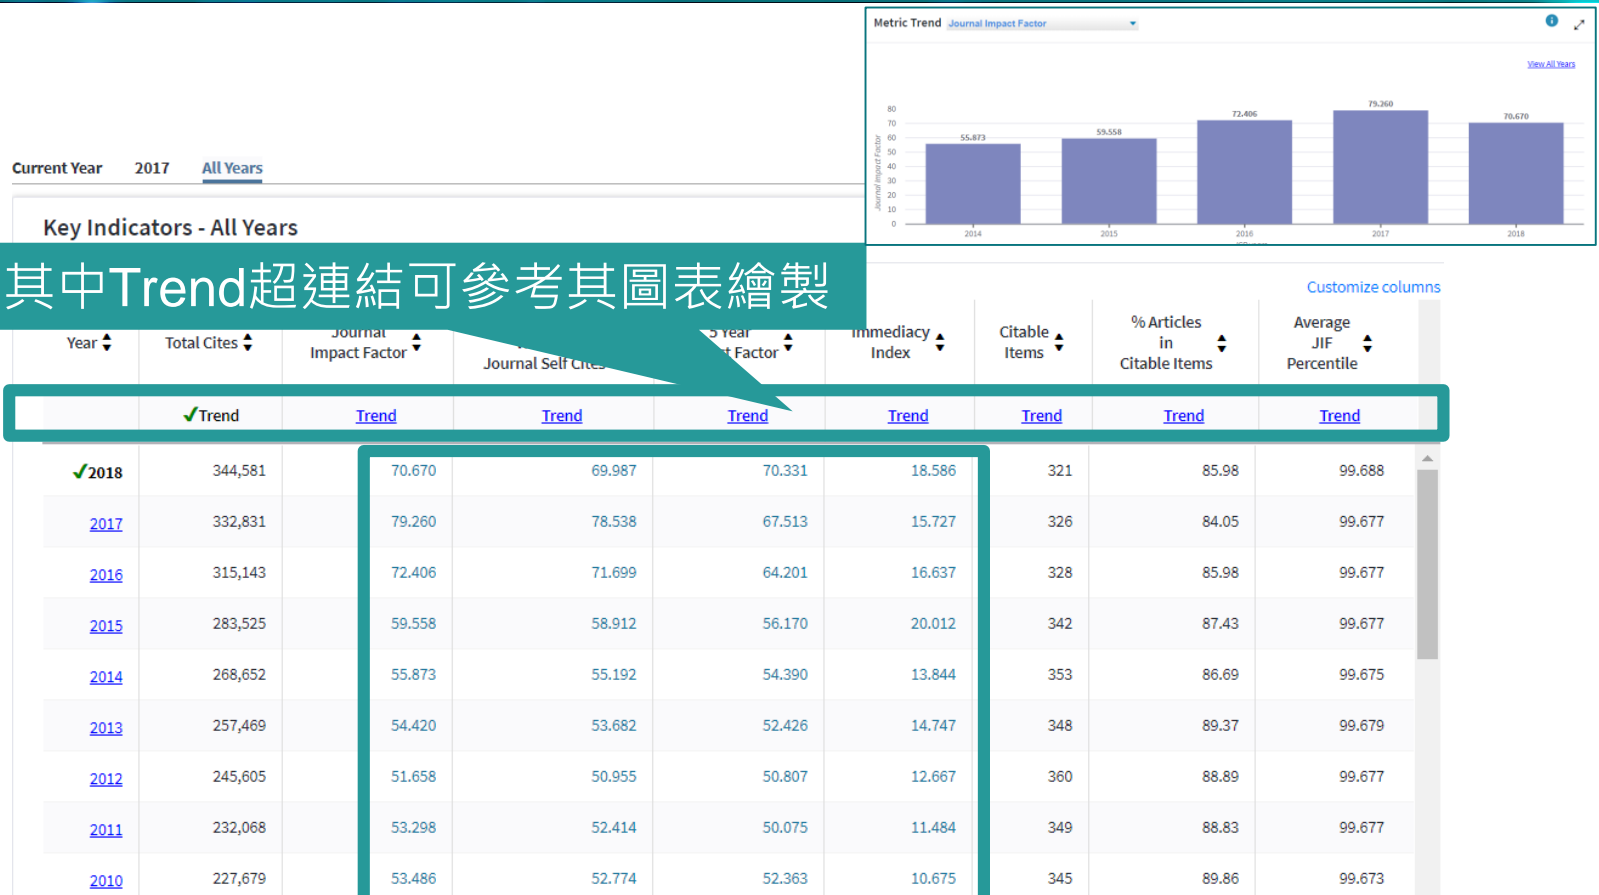 Metric Trend Journal Impact Factor
View All Years
80
70
60
50
40
30
20
10
0
Journal Impact Factor
55.873
59.558
72.406
79.260
70.670
2014 2015 2016 2017 2018
Current Year 2017 All Years
Key Indicators - All Years
其中Trend超連結可參考其圖表繪製
Customize columns
Year Total Cites Journal Impact Factor Journal Self Cites 5 Year Factor Immediacy Index Citable Items % Articles in Citable Items Average JIF Percentile
✔Trend Trend Trend Trend Trend Trend Trend Trend
✔2018 344,581 70.670 69.987 70.331 18.586 321 85.98 99.688
2017 332,831 79.260 78.538 67.513 15.727 326 84.05 99.677
2016 315,143 72.406 71.699 64.201 16.637 328 85.98 99.677
2015 283,525 59.558 58.912 56.170 20.012 342 87.43 99.677
2014 268,652 55.873 55.192 54.390 13.844 353 86.69 99.675
2013 257,469 54.420 53.682 52.426 14.747 348 89.37 99.679
2012 245,605 51.658 50.955 50.807 12.667 360 88.89 99.677
2011 232,068 53.298 52.414 50.075 11.484 349 88.83 99.677
2010 227,679 53.486 52.774 52.363 10.675 345 89.86 99.673